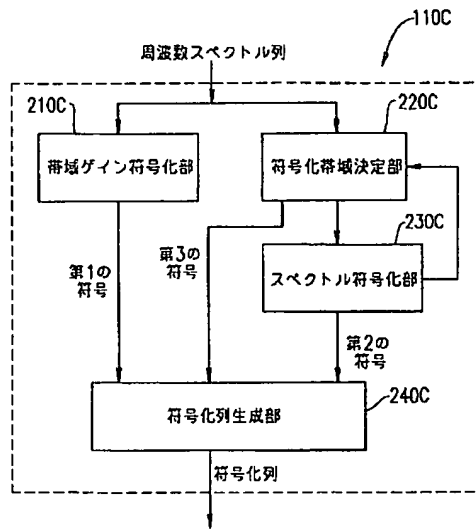 110C
周波数スペクトル列
210C
220C
帯域ゲイン符号化部
符号化帯域決定部
230C
スペクトル符号化部
第1の
符号
第3の
符号
第2の
符号
240C
符号化列生成部
符号化列